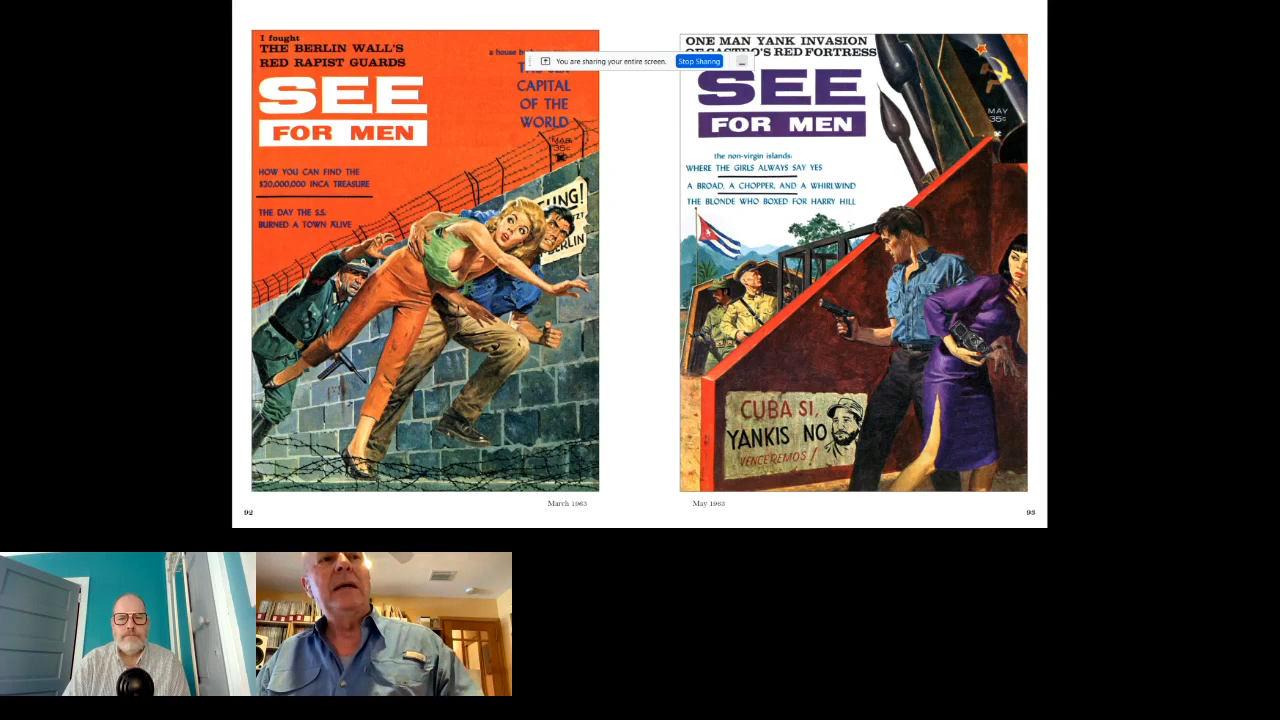 I fought
THE BERLIN WALL'S
RED RAPIST GUARDS
SEE
FOR MEN
a house
CAPITAL
OF THE
WORLD
MAR
35¢
HOW YOU CAN FIND THE
$20,000,000 INCA TREASURE
THE DAY THE S.S.
BURNED A TOWN ALIVE
BERLIN
March 1963
92
You are sharing your entire screen.
Stop Sharing
ONE MAN YANK INVASION
OF CASTRO'S RED FORTRESS
SEE
FOR MEN
MAY
35¢
the non-virgin islands:
WHERE THE GIRLS ALWAYS SAY YES
A BROAD, A CHOPPER, AND A WHIRLWIND
THE BLONDE WHO BOXED FOR HARRY HILL
CUBA SI,
YANKIS NO
VENCEREMOS!
May 1963
93